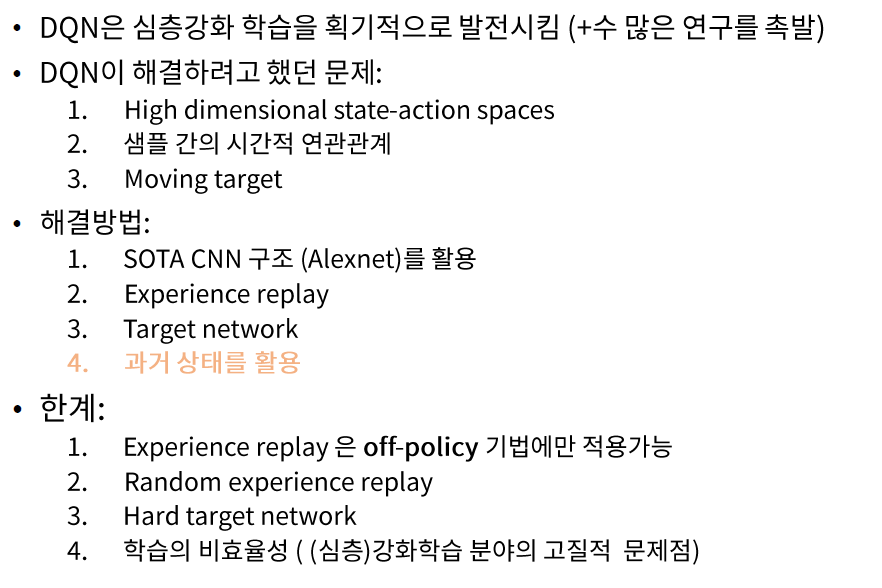 • DQN은 심층강화 학습을 획기적으로 발전시킴 (+수 많은 연구를 촉발)
• DQN이 해결하려고 했던 문제:
1. High dimensional state-action spaces
2. 샘플 간의 시간적 연관관계
3. Moving target
• 해결방법:
1. SOTA CNN 구조 (Alexnet)를 활용
2. Experience replay
3. Target network
4. 과거 상태를 활용
• 한계:
1. Experience replay 은 off-policy 기법에만 적용가능
2. Random experience replay
3. Hard target network
4. 학습의 비효율성 ( (심층)강화학습 분야의 고질적 문제점)